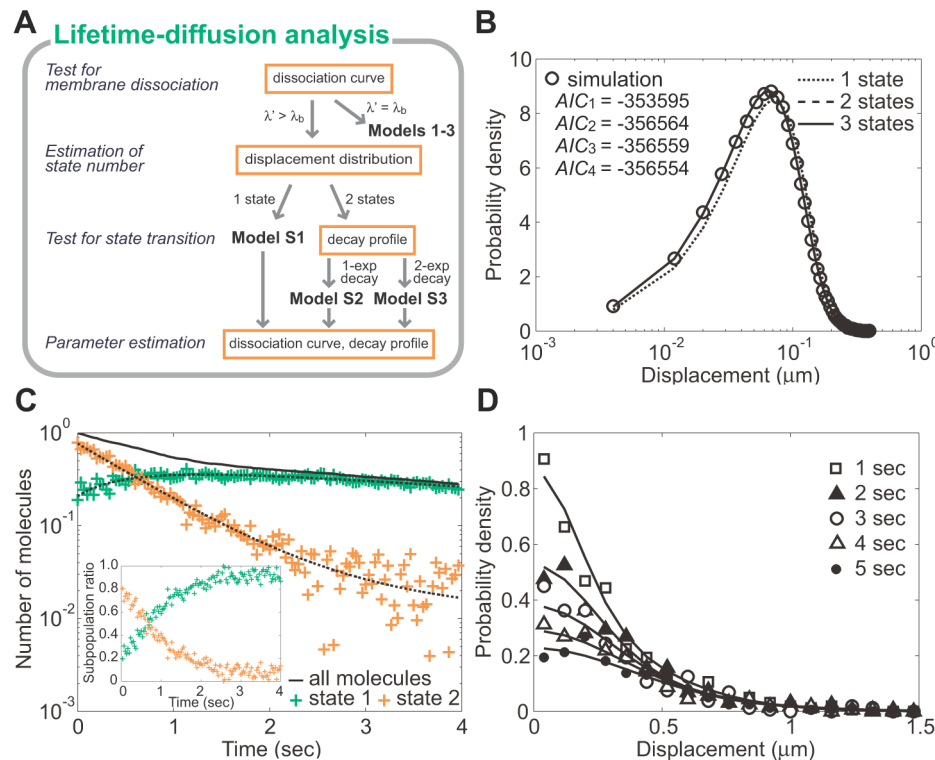 A
Lifetime-diffusion analysis
Test for
membrane dissociation
dissociation curve
λ' > λb
λ' = λb
Models 1-3
Estimation of
state number
displacement distribution
1 state
2 states
Test for state transition
Model S1
decay profile
1-exp
decay
2-exp
decay
Model S2
Model S3
Parameter estimation
dissociation curve, decay profile
B
Probability density
10
8
6
4
2
0
simulation
AIC1 = -353595
AIC2 = -356564
AIC3 = -356559
AIC4 = -356554
1 state
2 states
3 states
10-3
10-2
10-1
100
Displacement (μm)
C
Number of molecules
100
10-1
10-2
10-3
Subpopulation ratio
1.0
0.8
0.6
0.4
0.2
0
0 1 2 3 4
Time (sec)
all molecules
state 1
state 2
0 1 2 3 4
Time (sec)
D
Probability density
1
0.8
0.6
0.4
0.2
0
1 sec
2 sec
3 sec
4 sec
5 sec
0 0.5 1 1.5
Displacement (μm)